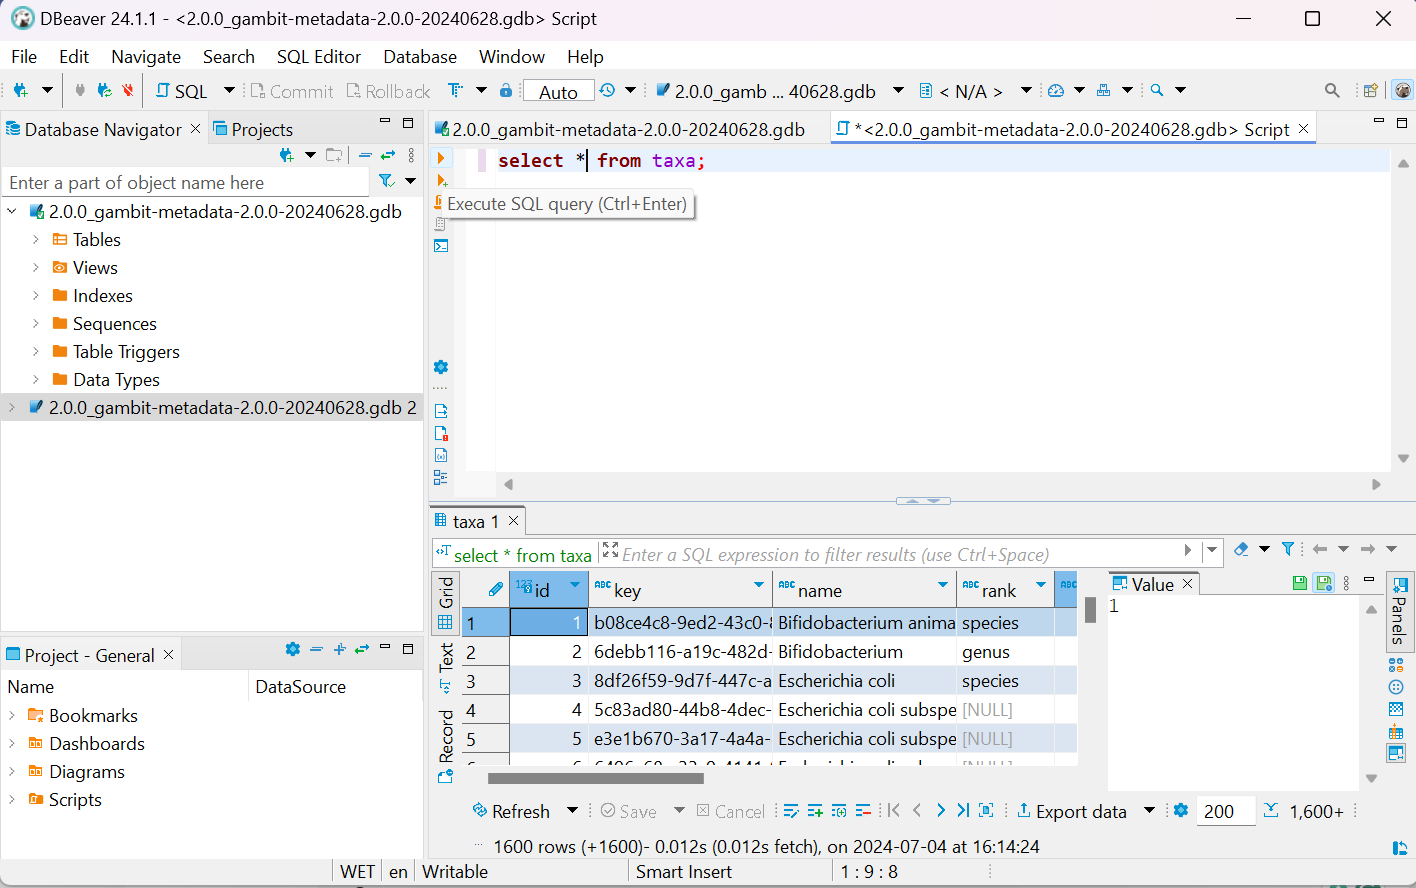 DBeaver 24.1.1 - <2.0.0_gambit-metadata-2.0.0-20240628.gdb> Script
File Edit Navigate Search SQL Editor Database Window Help
SQL Commit Rollback Auto 2.0.0_gamb ... 40628.gdb < N/A >
Database Navigator Projects
Enter a part of object name here
2.0.0_gambit-metadata-2.0.0-20240628.gdb
Tables
Views
Indexes
Sequences
Table Triggers
Data Types
2.0.0_gambit-metadata-2.0.0-20240628.gdb 2
Project - General
Name DataSource
Bookmarks
Dashboards
Diagrams
Scripts
2.0.0_gambit-metadata-2.0.0-20240628.gdb *<2.0.0_gambit-metadata-2.0.0-20240628.gdb> Script
select * from taxa;
Execute SQL query (Ctrl+Enter)
taxa 1
select * from taxa Enter a SQL expression to filter results (use Ctrl+Space)
Grid
Text
Record
123 id ABC key ABC name ABC rank ABC
1 1 b08ce4c8-9ed2-43c0-8 Bifidobacterium anima species
2 2 6debb116-a19c-482d- Bifidobacterium genus
3 3 8df26f59-9d7f-447c-a Escherichia coli species
4 4 5c83ad80-44b8-4dec- Escherichia coli subspe [NULL]
5 5 e3e1b670-3a17-4a4a- Escherichia coli subspe [NULL]
Value
1
Panels
Refresh Save Cancel Export data 200 1,600+
1600 rows (+1600)- 0.012s (0.012s fetch), on 2024-07-04 at 16:14:24
WET en Writable Smart Insert 1 : 9 : 8